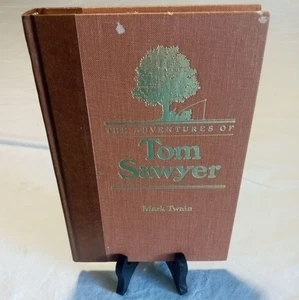 THE ADVENTURES OF
Tom
Sawyer
Mark Twain